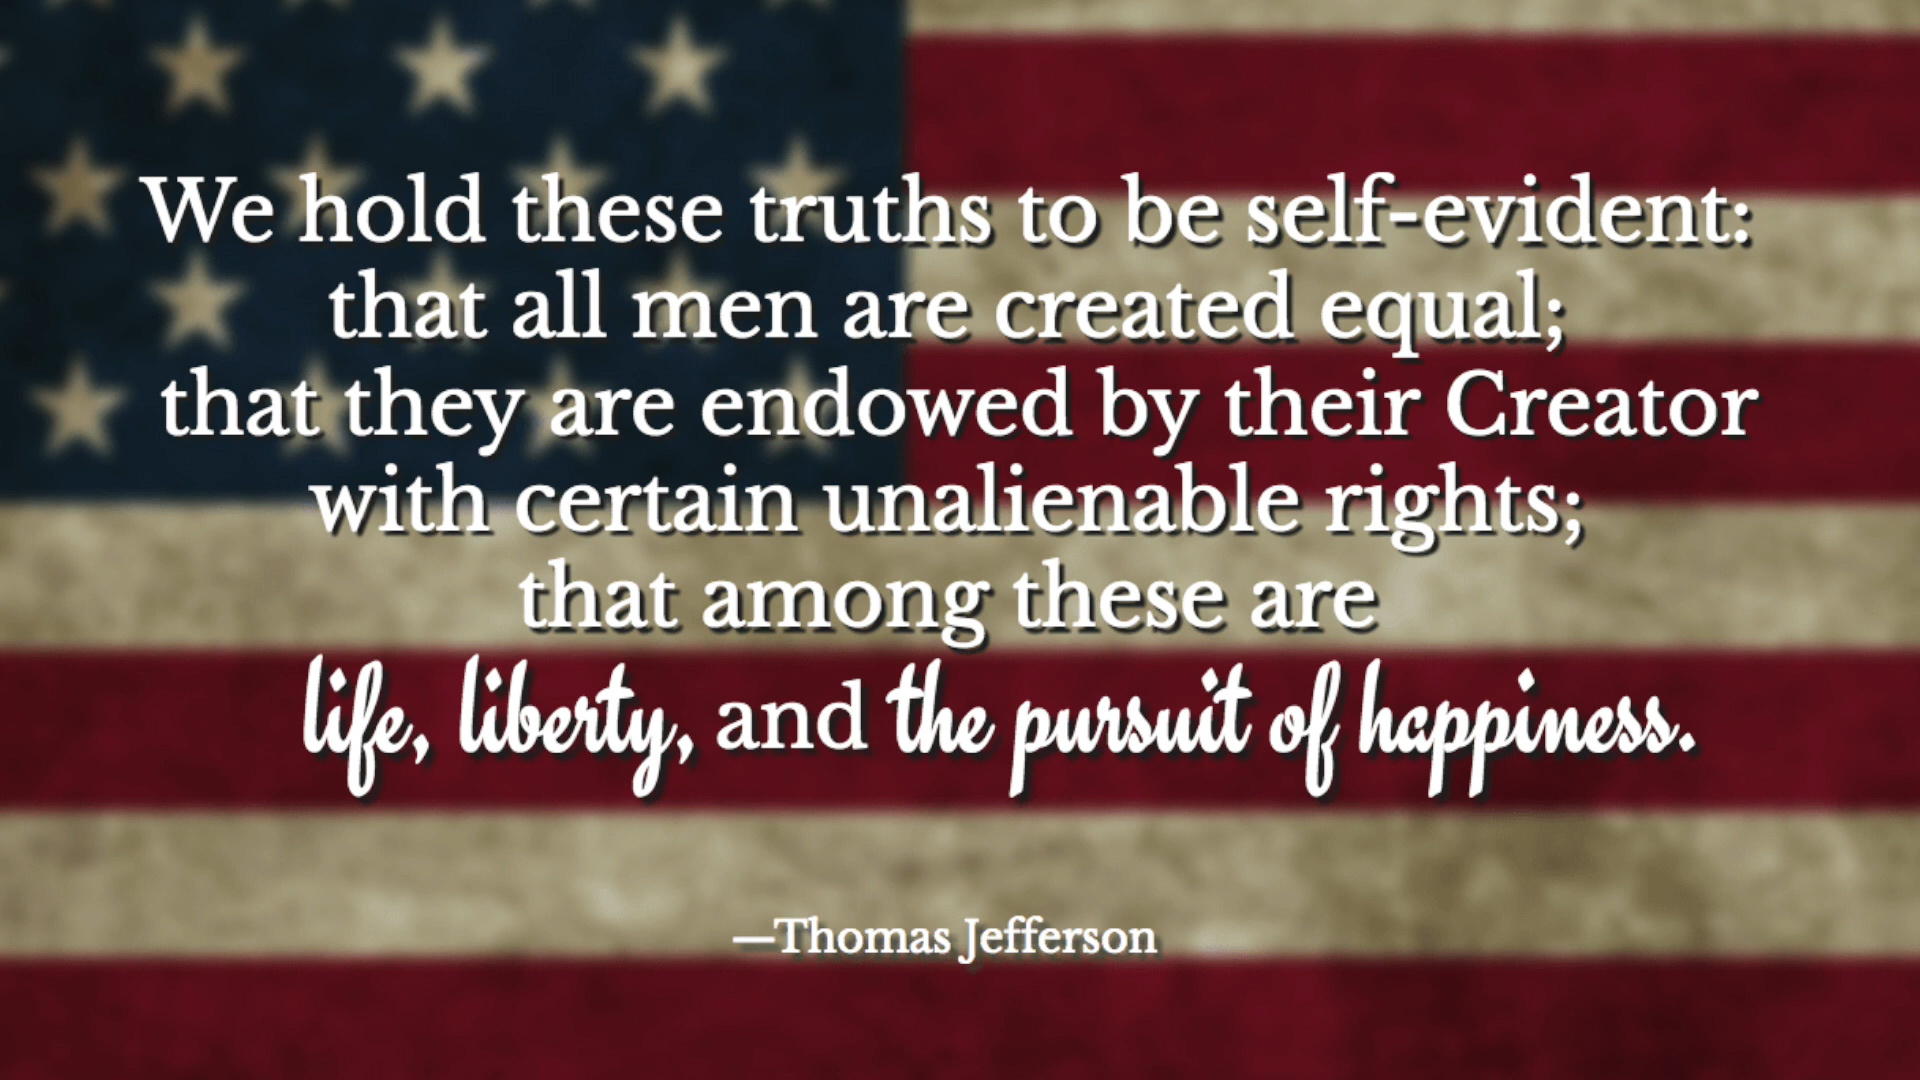 We hold these truths to be self-evident:
that all men are created equal;
that they are endowed by their Creator
with certain unalienable rights;
that among these are
life, liberty, and the pursuit of happiness.
—Thomas Jefferson